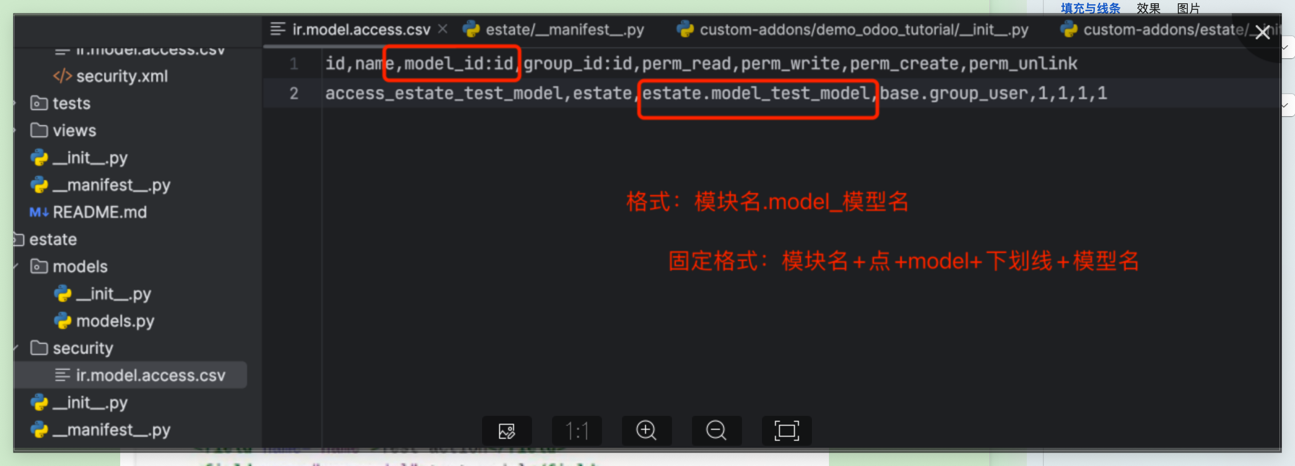 填充与线条 效果 图片
ir.model.access.csv estate/__manifest__.py custom-addons/demo_odoo_tutorial/__init__.py custom-addons/estate/__init
ir.model.access.csv
security.xml
tests
views
__init__.py
__manifest__.py
README.md
estate
models
__init__.py
models.py
security
ir.model.access.csv
__init__.py
__manifest__.py
1 id,name,model_id:id,group_id:id,perm_read,perm_write,perm_create,perm_unlink
2 access_estate_test_model,estate,estate.model_test_model,base.group_user,1,1,1,1
格式：模块名.model_模型名
固定格式：模块名+点+model+下划线+模型名
1:1